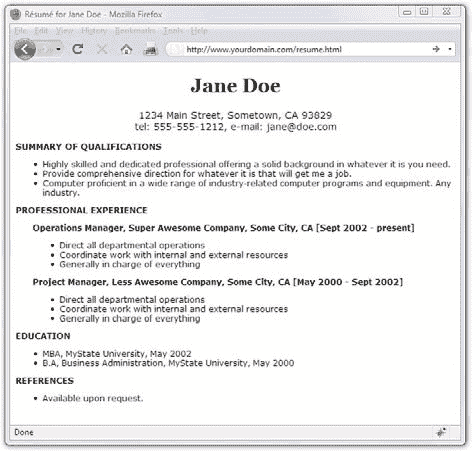 Résumé for Jane Doe - Mozilla Firefox
File Edit View History Bookmarks Tools Help
http://www.yourdomain.com/resume.html
Jane Doe
1234 Main Street, Sometown, CA 93829
tel: 555-555-1212, e-mail: jane@doe.com
SUMMARY OF QUALIFICATIONS
• Highly skilled and dedicated professional offering a solid background in whatever it is you need.
• Provide comprehensive direction for whatever it is that will get me a job.
• Computer proficient in a wide range of industry-related computer programs and equipment. Any
industry.
PROFESSIONAL EXPERIENCE
Operations Manager, Super Awesome Company, Some City, CA [Sept 2002 - present]
• Direct all departmental operations
• Coordinate work with internal and external resources
• Generally in charge of everything
Project Manager, Less Awesome Company, Some City, CA [May 2000 - Sept 2002]
• Direct all departmental operations
• Coordinate work with internal and external resources
• Generally in charge of everything
EDUCATION
• MBA, MyState University, May 2002
• B.A, Business Administration, MyState University, May 2000
REFERENCES
• Available upon request.
Done